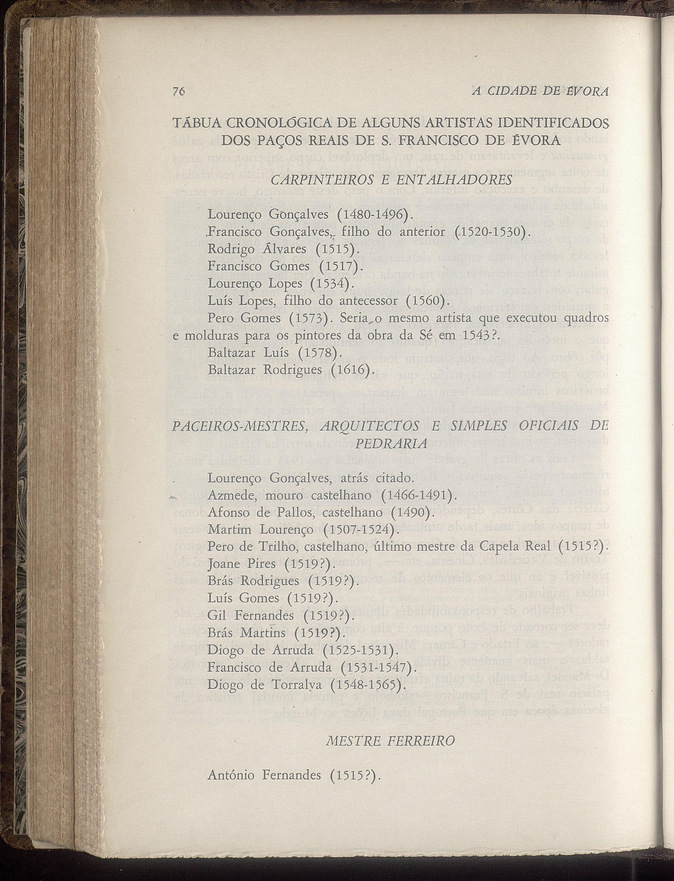 76
A CIDADE DE ÉVORA
TÁBUA CRONOLÓGICA DE ALGUNS ARTISTAS IDENTIFICADOS
DOS PAÇOS REAIS DE S. FRANCISCO DE ÉVORA
CARPINTEIROS E ENTALHADORES
Lourenço Gonçalves (1480-1496).
Francisco Gonçalves, filho do anterior (1520-1530).
Rodrigo Álvares (1515).
Francisco Gomes (1517).
Lourenço Lopes (1534).
Luís Lopes, filho do antecessor (1560).
Pero Gomes (1573). Seria o mesmo artista que executou quadros
e molduras para os pintores da obra da Sé em 1543?.
Baltazar Luís (1578).
Baltazar Rodrigues (1616).
PACEIROS-MESTRES, ARQUITECTOS E SIMPLES OFICIAIS DE
PEDRARIA
Lourenço Gonçalves, atrás citado.
Azmede, mouro castelhano (1466-1491).
Afonso de Pallos, castelhano (1490).
Martim Lourenço (1507-1524).
Pero de Trilho, castelhano, último mestre da Capela Real (1515?).
Joane Pires (1519?).
Brás Rodrigues (1519?).
Luís Gomes (1519?).
Gil Fernandes (1519?).
Brás Martins (1519?).
Diogo de Arruda (1525-1531).
Francisco de Arruda (1531-1547).
Diogo de Torralva (1548-1565).
MESTRE FERREIRO
António Fernandes (1515?).